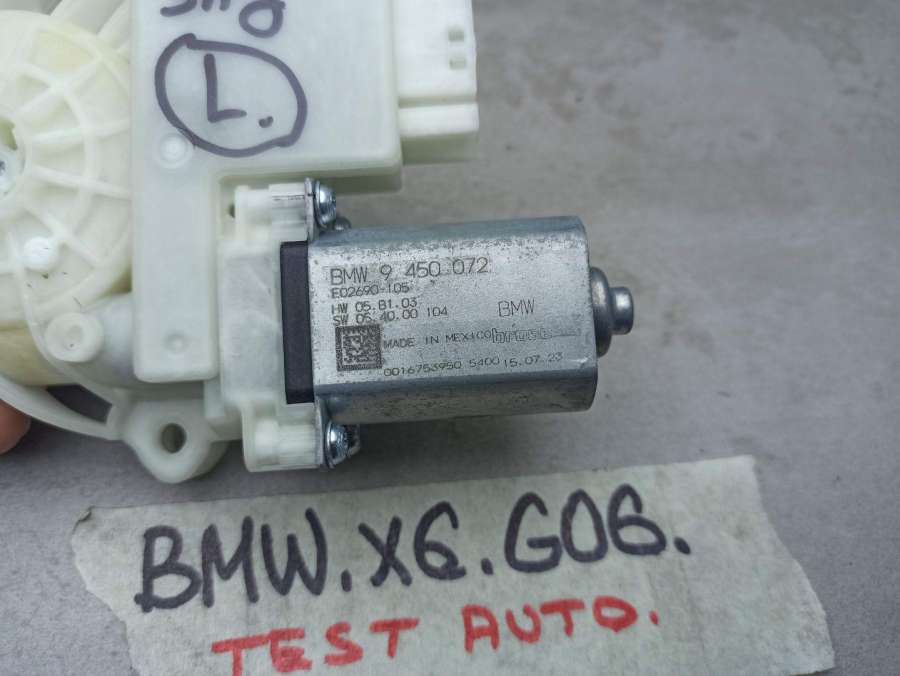 L.
BMW 9 450 072
E02690-105
HW 05.B1.03
SW 05.40.00 104
BMW
MADE IN MEXICO brose
0016753950 5400 15.07.23
BMW.X6.G06.
TEST AUTO.